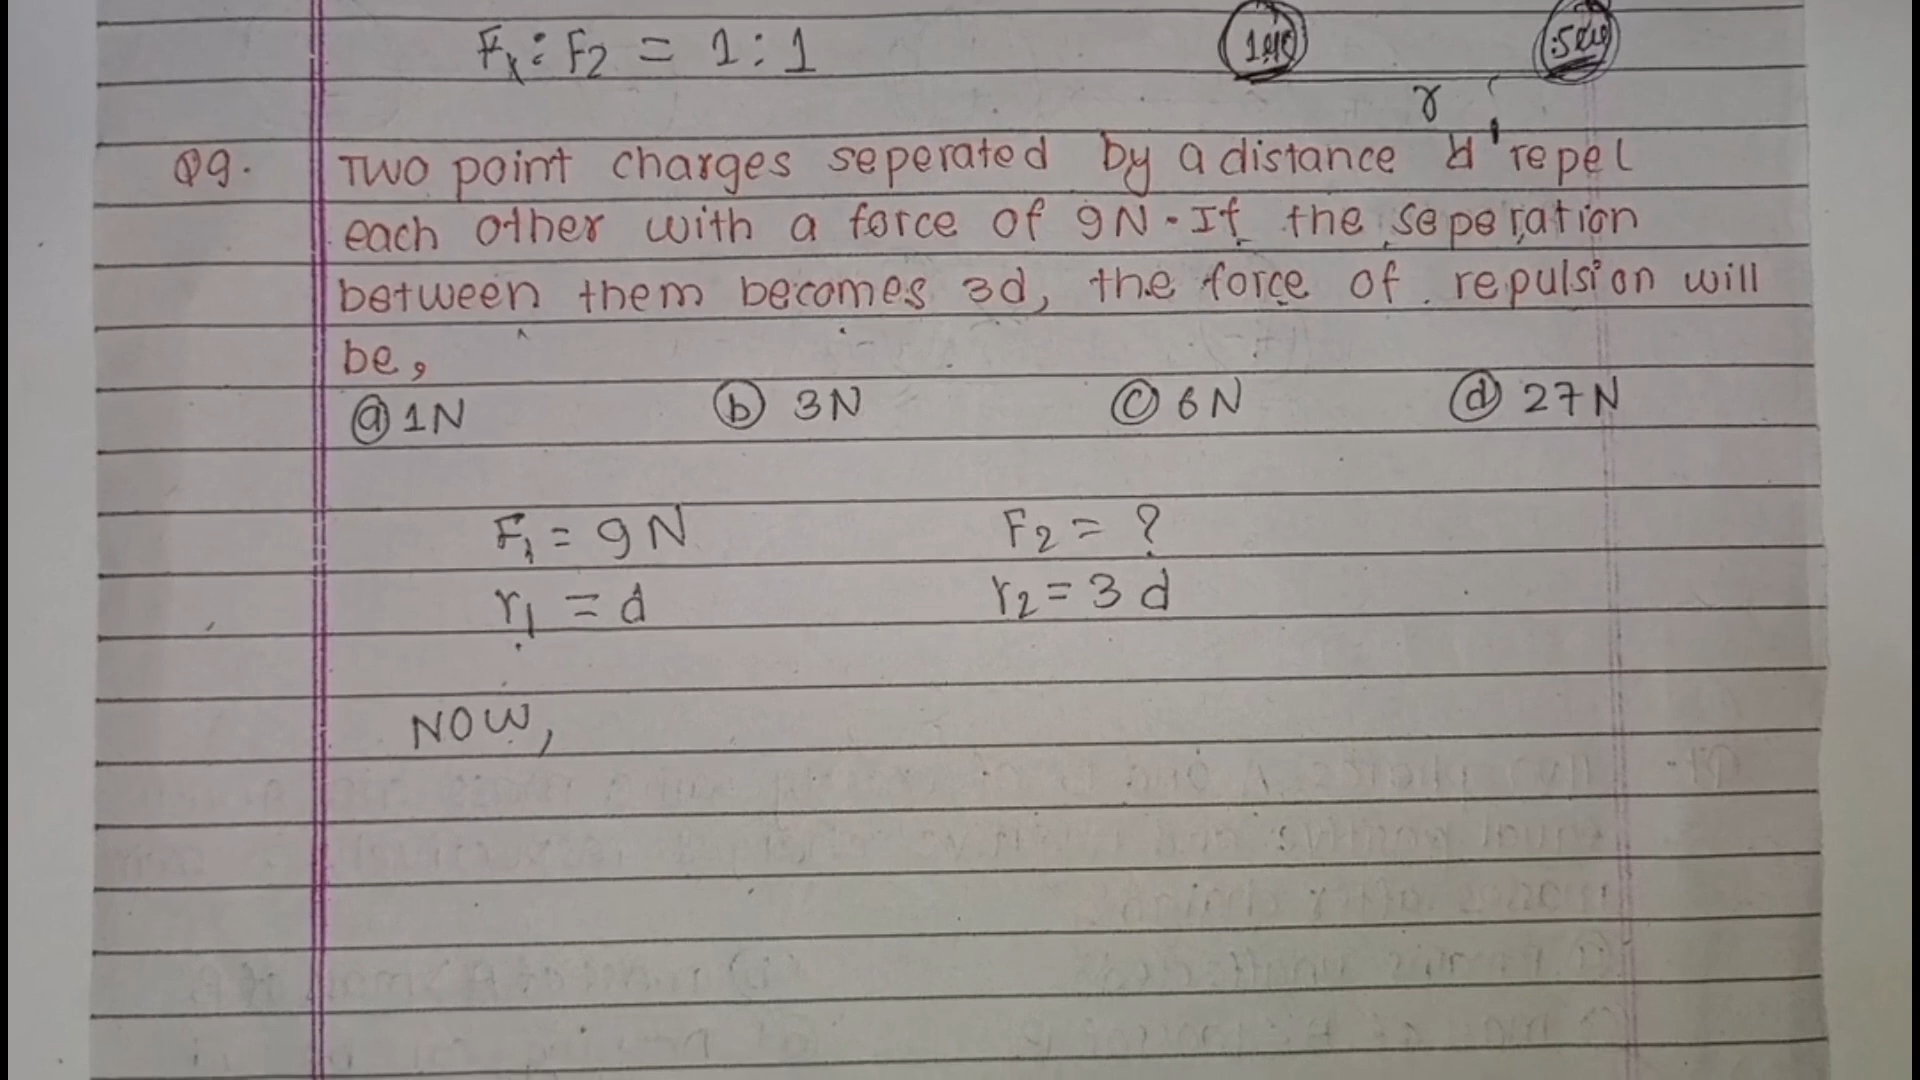 F₁ : F₂ = 1 : 1
r
Q9. Two point charges seperated by a distance 'd' repel
each other with a force of 9N. If the seperation
between them becomes 3d, the force of repulsion will
be,
ⓐ 1N ⓑ 3N ⓒ 6N ⓓ 27N
F₁ = 9N F₂ = ?
r₁ = d r₂ = 3d
NOW,